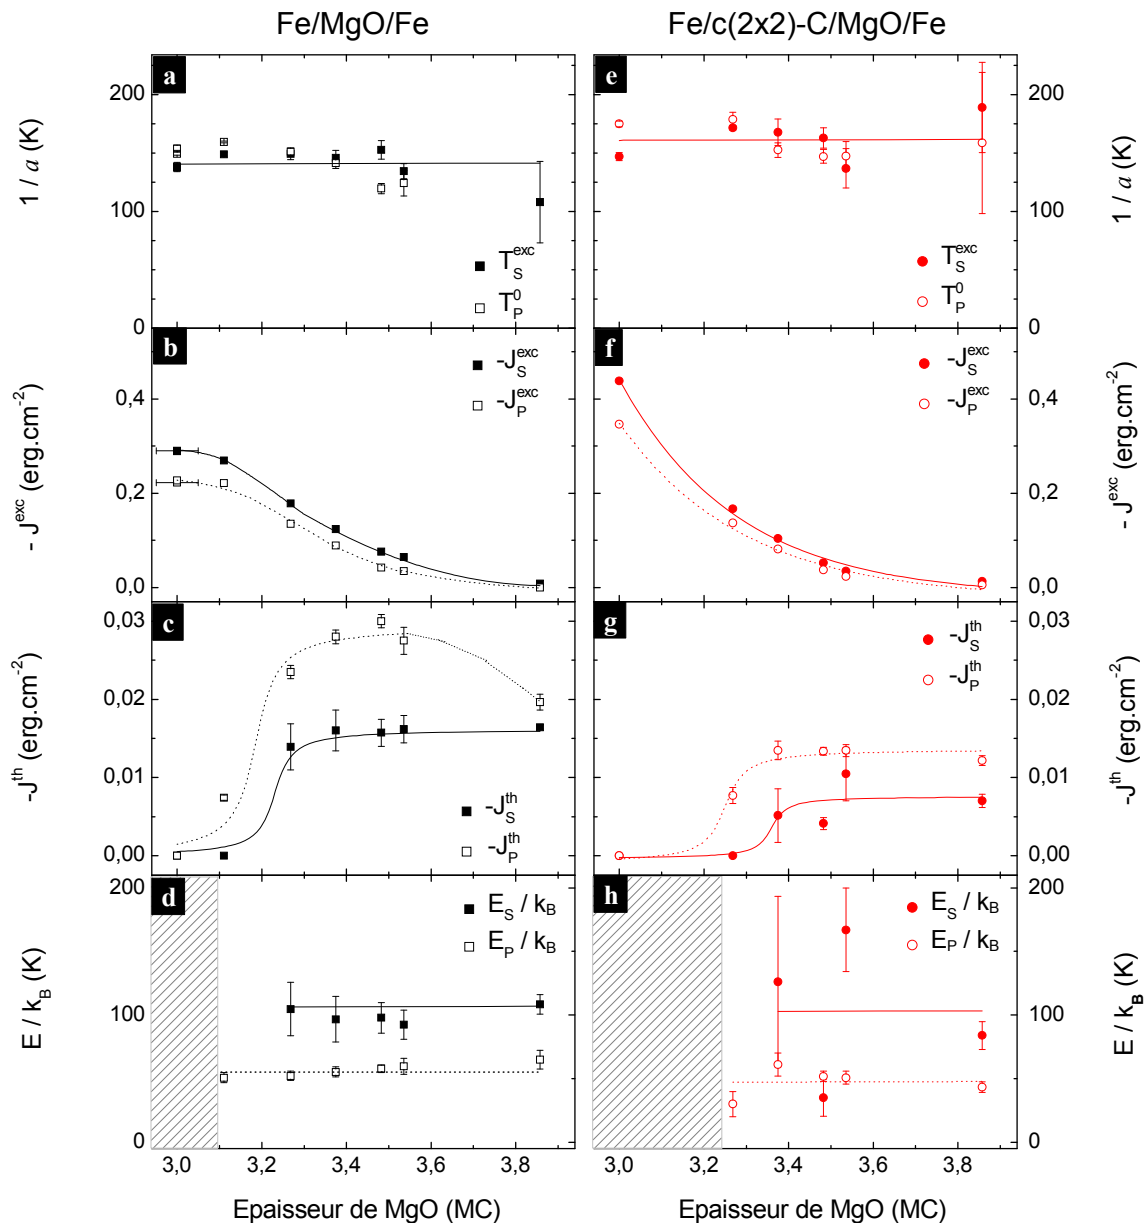 Fe/MgO/Fe
Fe/c(2x2)-C/MgO/Fe
a
200
100
0
1 / a (K)
T_S^exc
T_P^0
e
200
100
0
1 / a (K)
T_S^exc
T_P^0
b
0,4
0,2
0,0
- J^exc (erg.cm^-2)
-J_S^exc
-J_P^exc
f
0,4
0,2
0,0
- J^exc (erg.cm^-2)
-J_S^exc
-J_P^exc
c
0,03
0,02
0,01
0,00
-J^th (erg.cm^-2)
-J_S^th
-J_P^th
g
0,03
0,02
0,01
0,00
-J^th (erg.cm^-2)
-J_S^th
-J_P^th
d
200
100
0
E / k_B (K)
E_S / k_B
E_P / k_B
h
200
100
0
E / k_B (K)
E_S / k_B
E_P / k_B
3,0 3,2 3,4 3,6 3,8
3,0 3,2 3,4 3,6 3,8
Epaisseur de MgO (MC)
Epaisseur de MgO (MC)